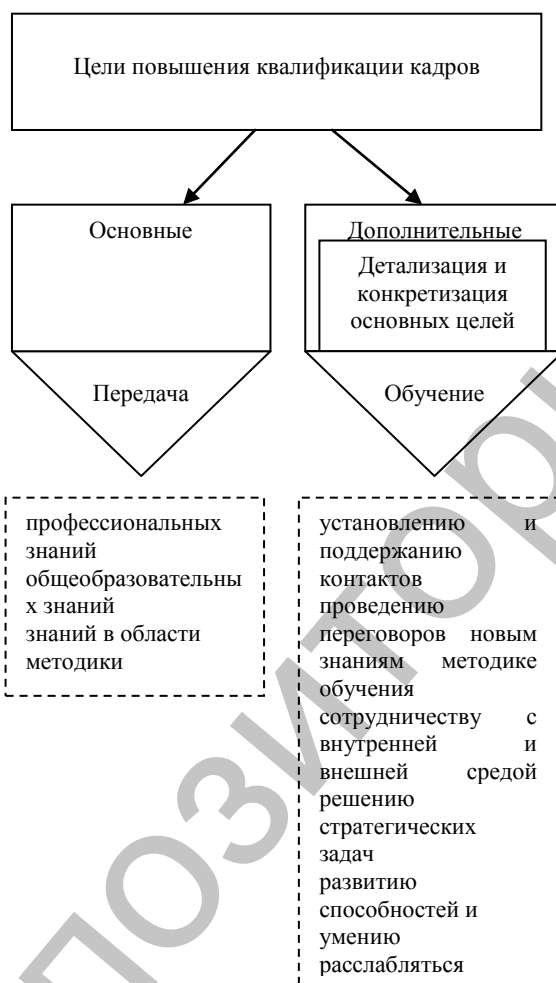 Цели повышения квалификации кадров
Основные
Дополнительные
Детализация и
конкретизация
основных целей
Передача
Обучение
профессиональных
знаний
общеобразовательны
х знаний
знаний в области
методики
установлению и
поддержанию
контактов
проведению
переговоров новым
знаниям методике
обучения
сотрудничеству с
внутренней и
внешней средой
решению
стратегических
задач
развитию
способностей и
умению
расслабляться